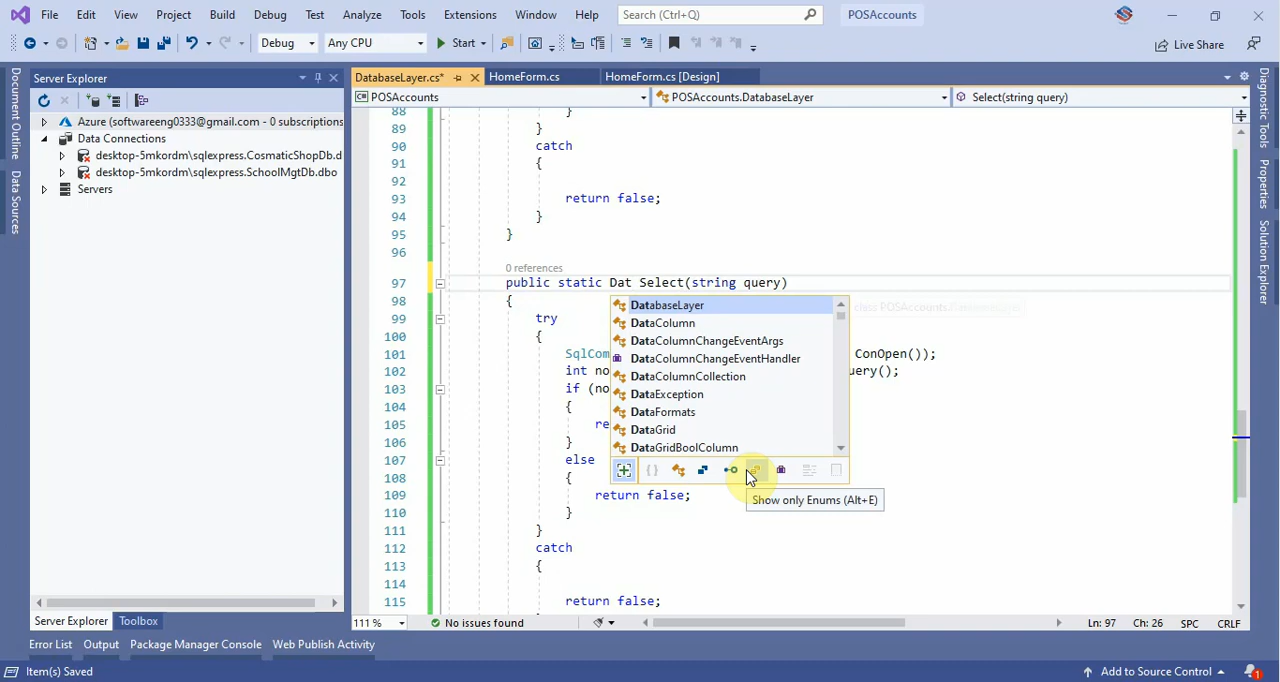 File Edit View Project Build Debug Test Analyze Tools Extensions Window Help Search (Ctrl+Q) POSAccounts
Debug Any CPU Start Live Share
Server Explorer
DatabaseLayer.cs* HomeForm.cs HomeForm.cs [Design]
POSAccounts POSAccounts.DatabaseLayer Select(string query)
Document Outline
Data Sources
Azure (softwareeng0333@gmail.com - 0 subscriptions
Data Connections
desktop-5mkordm\sqlexpress.CosmaticShopDb.d
desktop-5mkordm\sqlexpress.SchoolMgtDb.dbo
Servers
88 }
89 }
90 catch
91 {
92
93 return false;
94 }
95 }
96
0 references
97 public static Dat Select(string query)
98 {
99 try
100 {
101 SqlCom ConOpen());
102 int no uery();
103 if (no
104 {
105 re
106 }
107 else
108 {
109 return false;
110 }
111 }
112 catch
113 {
114
115 return false;
DatabaseLayer
DataColumn
DataColumnChangeEventArgs
DataColumnChangeEventHandler
DataColumnCollection
DataException
DataFormats
DataGrid
DataGridBoolColumn
Show only Enums (Alt+E)
Diagnostic Tools
Properties
Solution Explorer
Server Explorer Toolbox
111 % No issues found Ln: 97 Ch: 26 SPC CRLF
Error List Output Package Manager Console Web Publish Activity
Item(s) Saved Add to Source Control 1